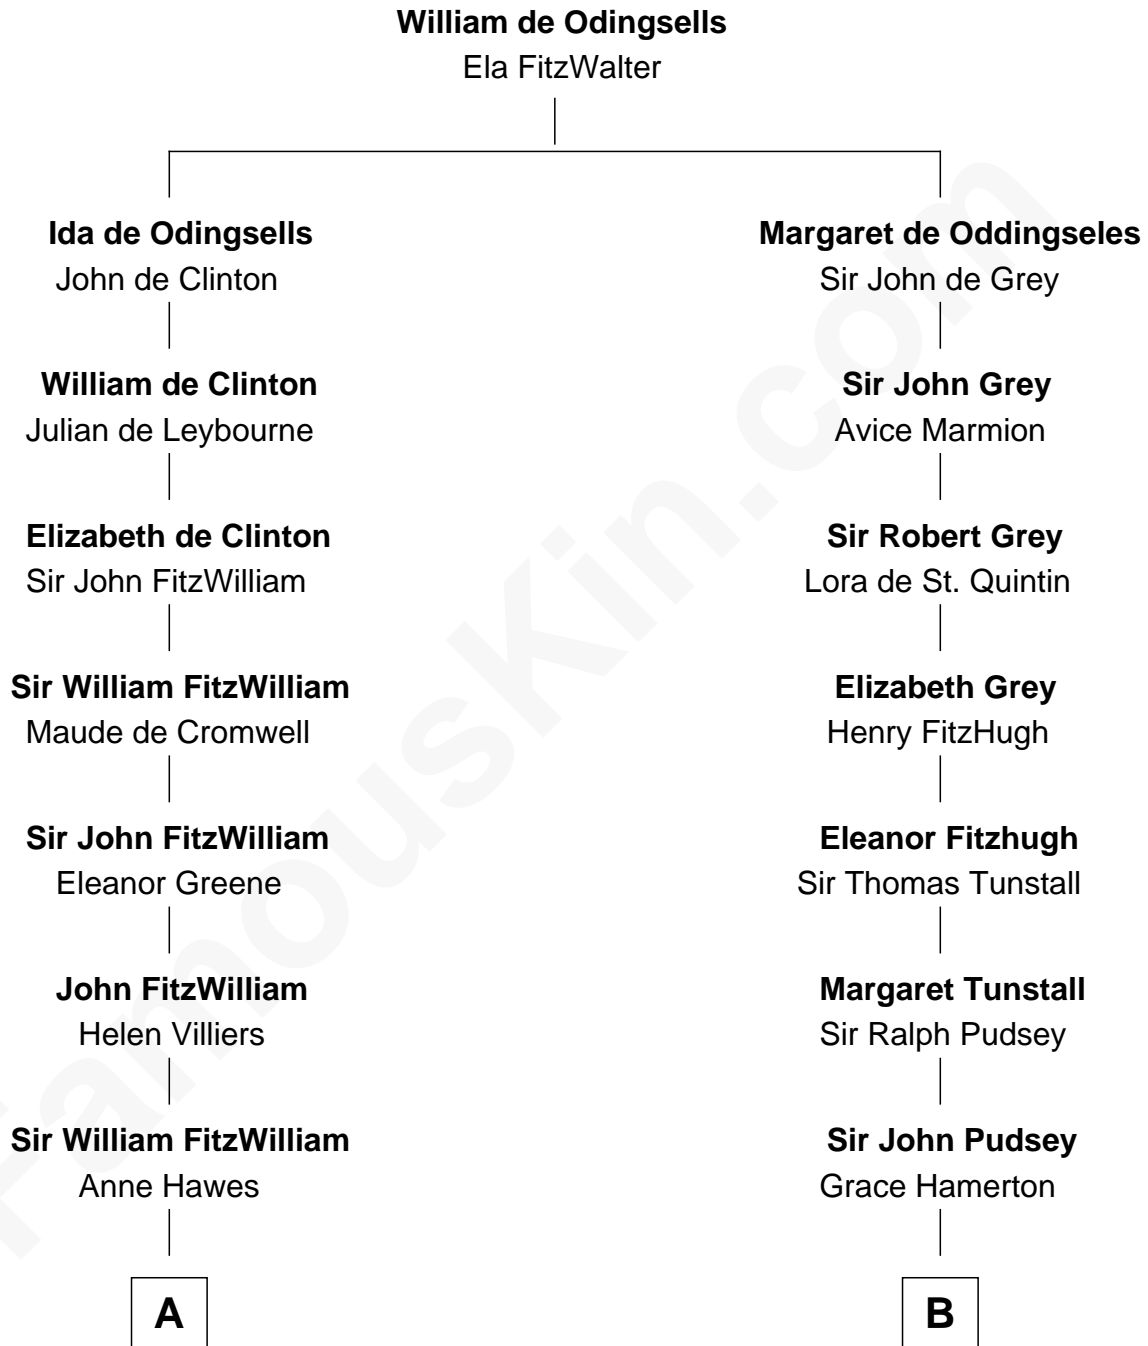 William de Odingsells
Ela FitzWalter
Ida de Odingsells
John de Clinton
William de Clinton
Julian de Leybourne
Elizabeth de Clinton
Sir John FitzWilliam
Sir William FitzWilliam
Maude de Cromwell
Sir John FitzWilliam
Eleanor Greene
John FitzWilliam
Helen Villiers
Sir William FitzWilliam
Anne Hawes
A
Margaret de Oddingseles
Sir John de Grey
Sir John Grey
Avice Marmion
Sir Robert Grey
Lora de St. Quintin
Elizabeth Grey
Henry FitzHugh
Eleanor Fitzhugh
Sir Thomas Tunstall
Margaret Tunstall
Sir Ralph Pudsey
Sir John Pudsey
Grace Hamerton
B
FamousKin.com